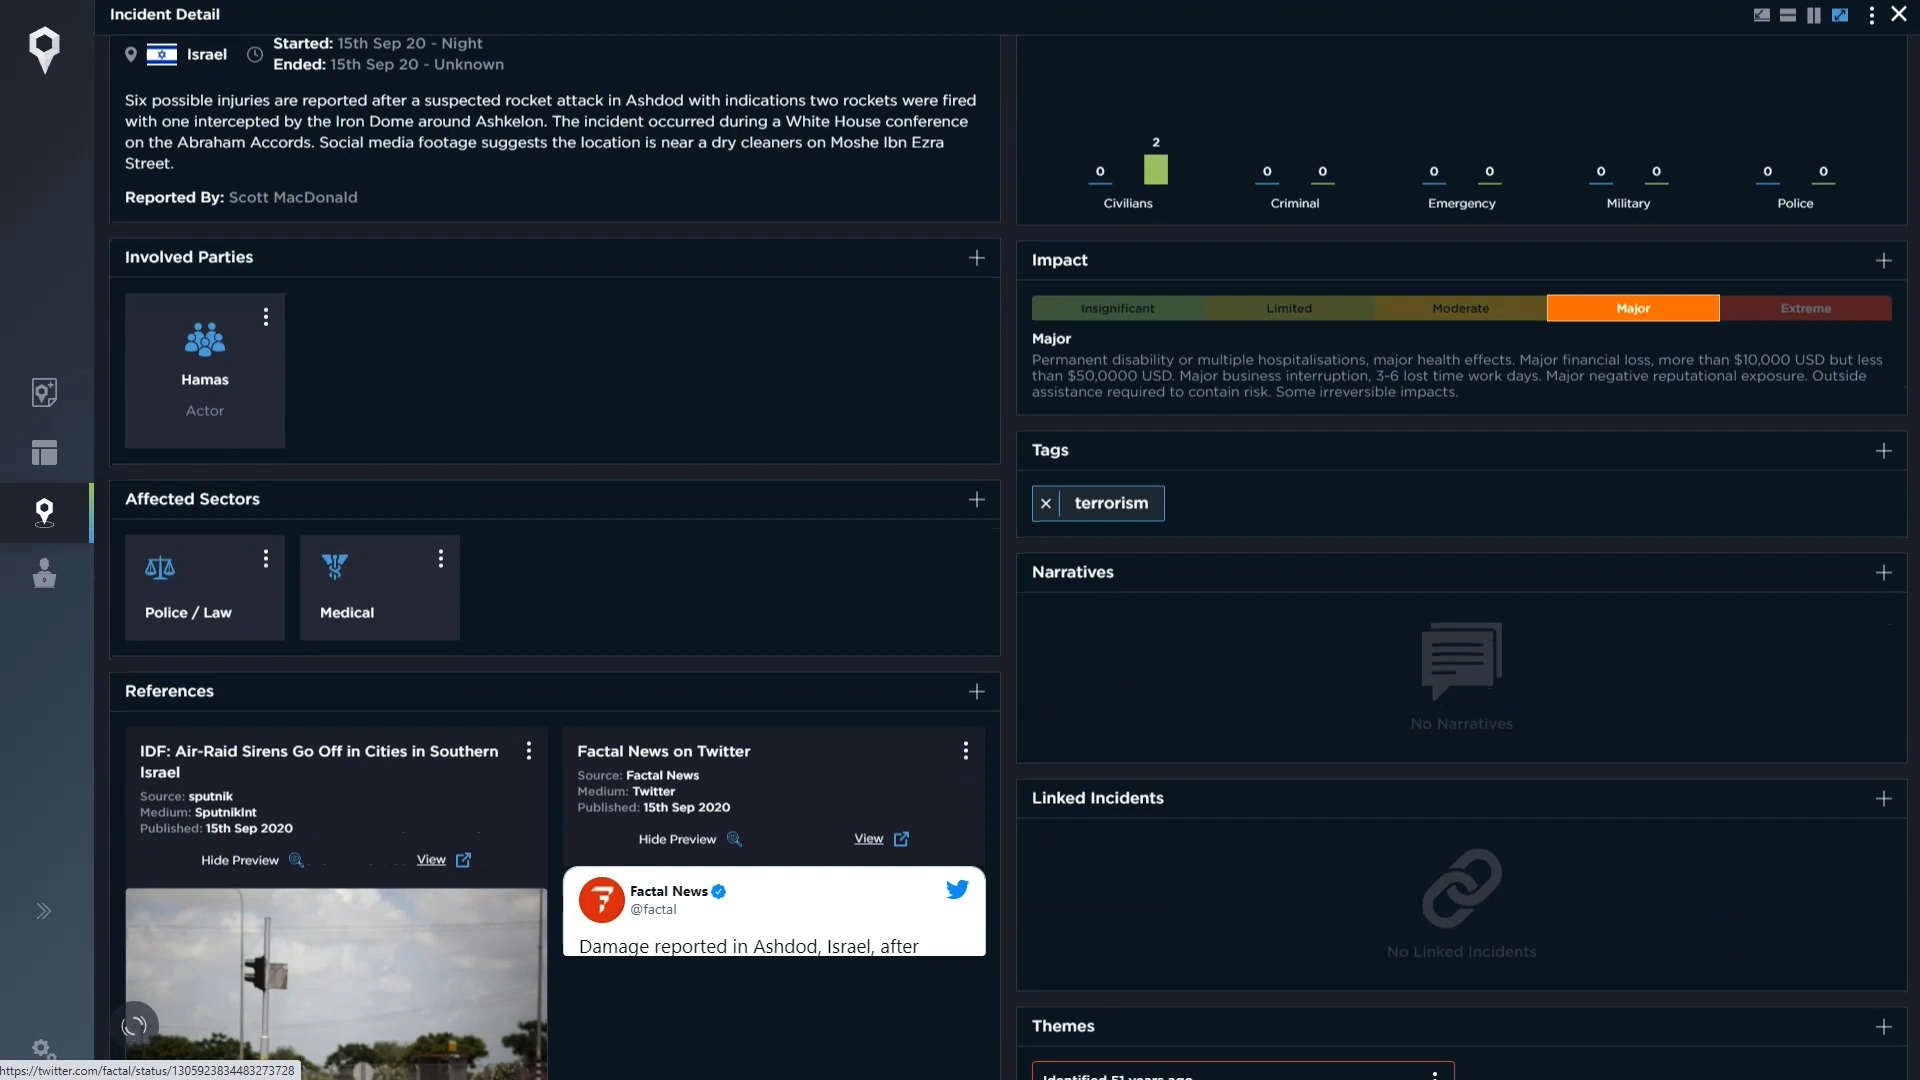 Incident Detail
Israel
Started: 15th Sep 20 - Night
Ended: 15th Sep 20 - Unknown
Six possible injuries are reported after a suspected rocket attack in Ashdod with indications two rockets were fired
with one intercepted by the Iron Dome around Ashkelon. The incident occurred during a White House conference
on the Abraham Accords. Social media footage suggests the location is near a dry cleaners on Moshe Ibn Ezra
Street.
Reported By: Scott MacDonald
Involved Parties
Hamas
Actor
Affected Sectors
Police / Law
Medical
References
IDF: Air-Raid Sirens Go Off in Cities in Southern
Israel
Source: sputnik
Medium: SputnikInt
Published: 15th Sep 2020
Hide Preview
View
Factal News on Twitter
Source: Factal News
Medium: Twitter
Published: 15th Sep 2020
Hide Preview
View
Factal News
@factal
Damage reported in Ashdod, Israel, after
2
0 0 0 0 0 0 0 0 0
Civilians Criminal Emergency Military Police
Impact
Insignificant Limited Moderate Major Extreme
Major
Permanent disability or multiple hospitalisations, major health effects. Major financial loss, more than $10,000 USD but less
than $50,0000 USD. Major business interruption, 3-6 lost time work days. Major negative reputational exposure. Outside
assistance required to contain risk. Some irreversible impacts.
Tags
terrorism
Narratives
No Narratives
Linked Incidents
No Linked Incidents
Themes
Identified 51 years ago
https://twitter.com/factal/status/1305923834483273728